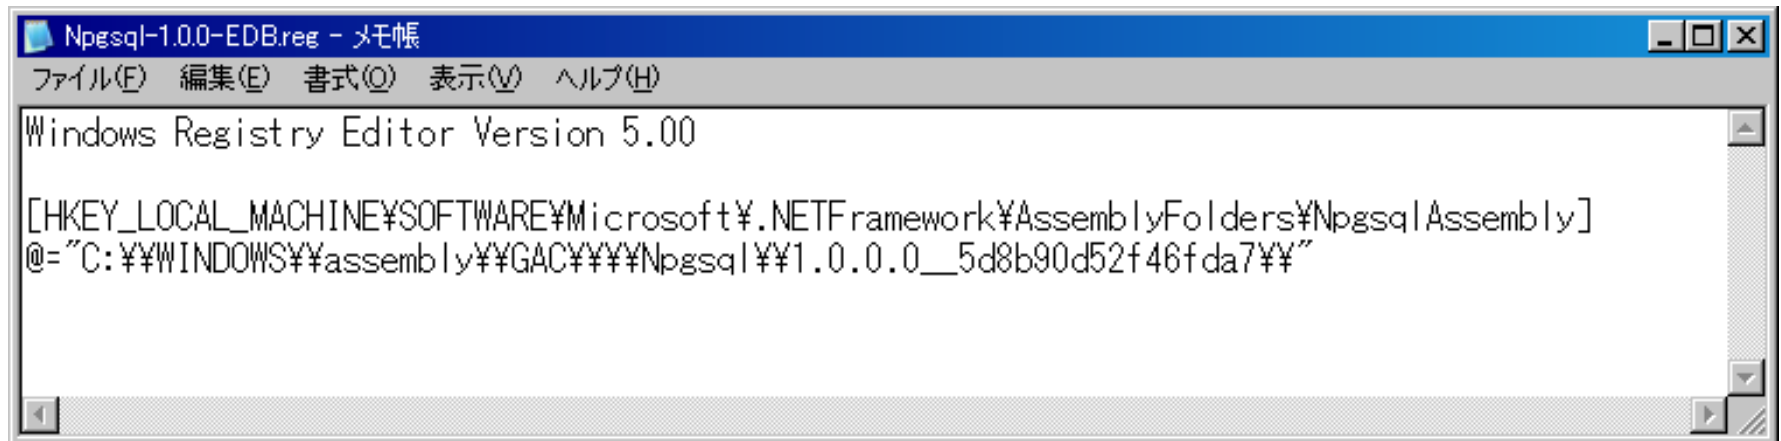 Npgsql-1.0.0-EDB.reg - メモ帳
ファイル(F) 編集(E) 書式(O) 表示(V) ヘルプ(H)
Windows Registry Editor Version 5.00
[HKEY_LOCAL_MACHINE¥SOFTWARE¥Microsoft¥.NETFramework¥AssemblyFolders¥NpgsqlAssembly]
@="C:¥¥WINDOWS¥¥assembly¥¥GAC¥¥¥¥Npgsql¥¥1.0.0.0__5d8b90d52f46fda7¥¥"